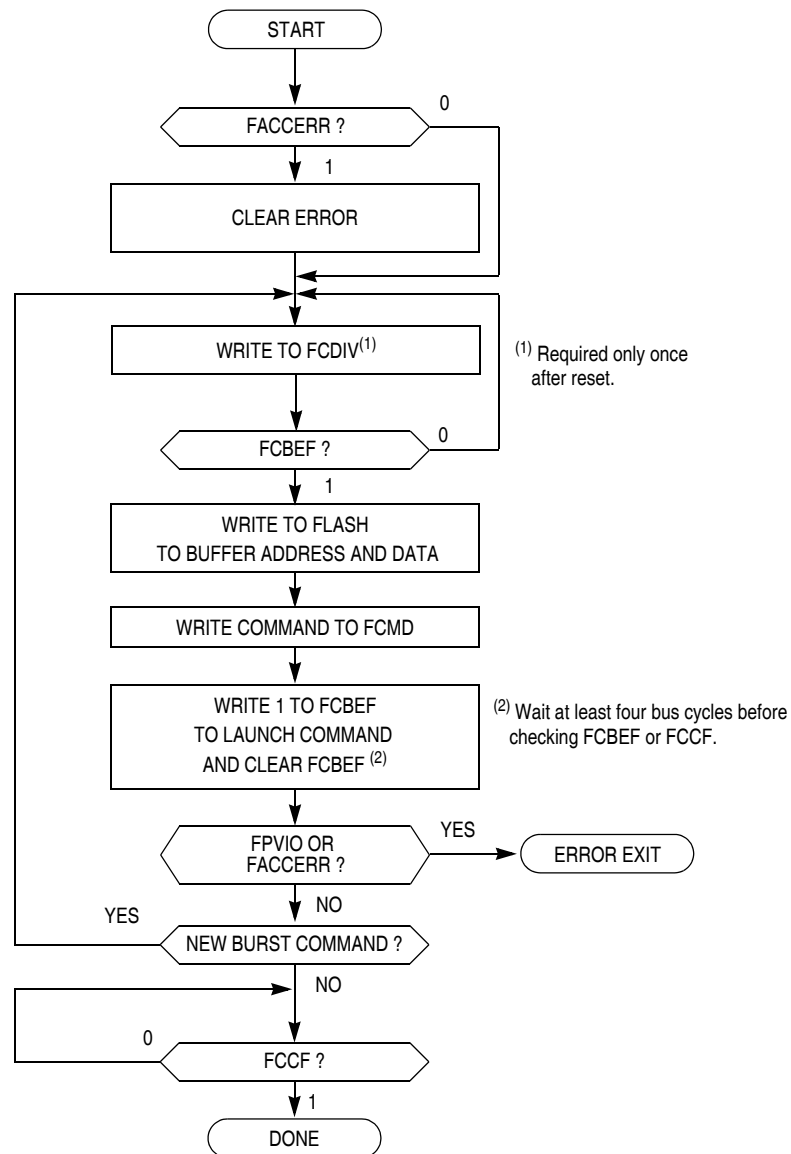 START
FACCERR ?
0
1
CLEAR ERROR
WRITE TO FCDIV(1)
(1) Required only once
after reset.
FCBEF ?
0
1
WRITE TO FLASH
TO BUFFER ADDRESS AND DATA
WRITE COMMAND TO FCMD
WRITE 1 TO FCBEF
TO LAUNCH COMMAND
AND CLEAR FCBEF (2)
(2) Wait at least four bus cycles before
checking FCBEF or FCCF.
FPVIO OR
FACCERR ?
YES
ERROR EXIT
NO
YES
NEW BURST COMMAND ?
NO
0
FCCF ?
1
DONE